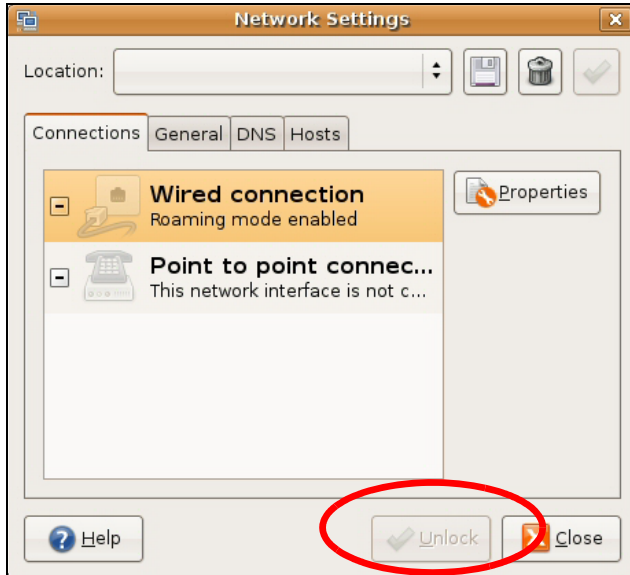 Network Settings
Location:
Connections General DNS Hosts
Wired connection
Roaming mode enabled
Properties
Point to point connec...
This network interface is not c...
Help Unlock Close